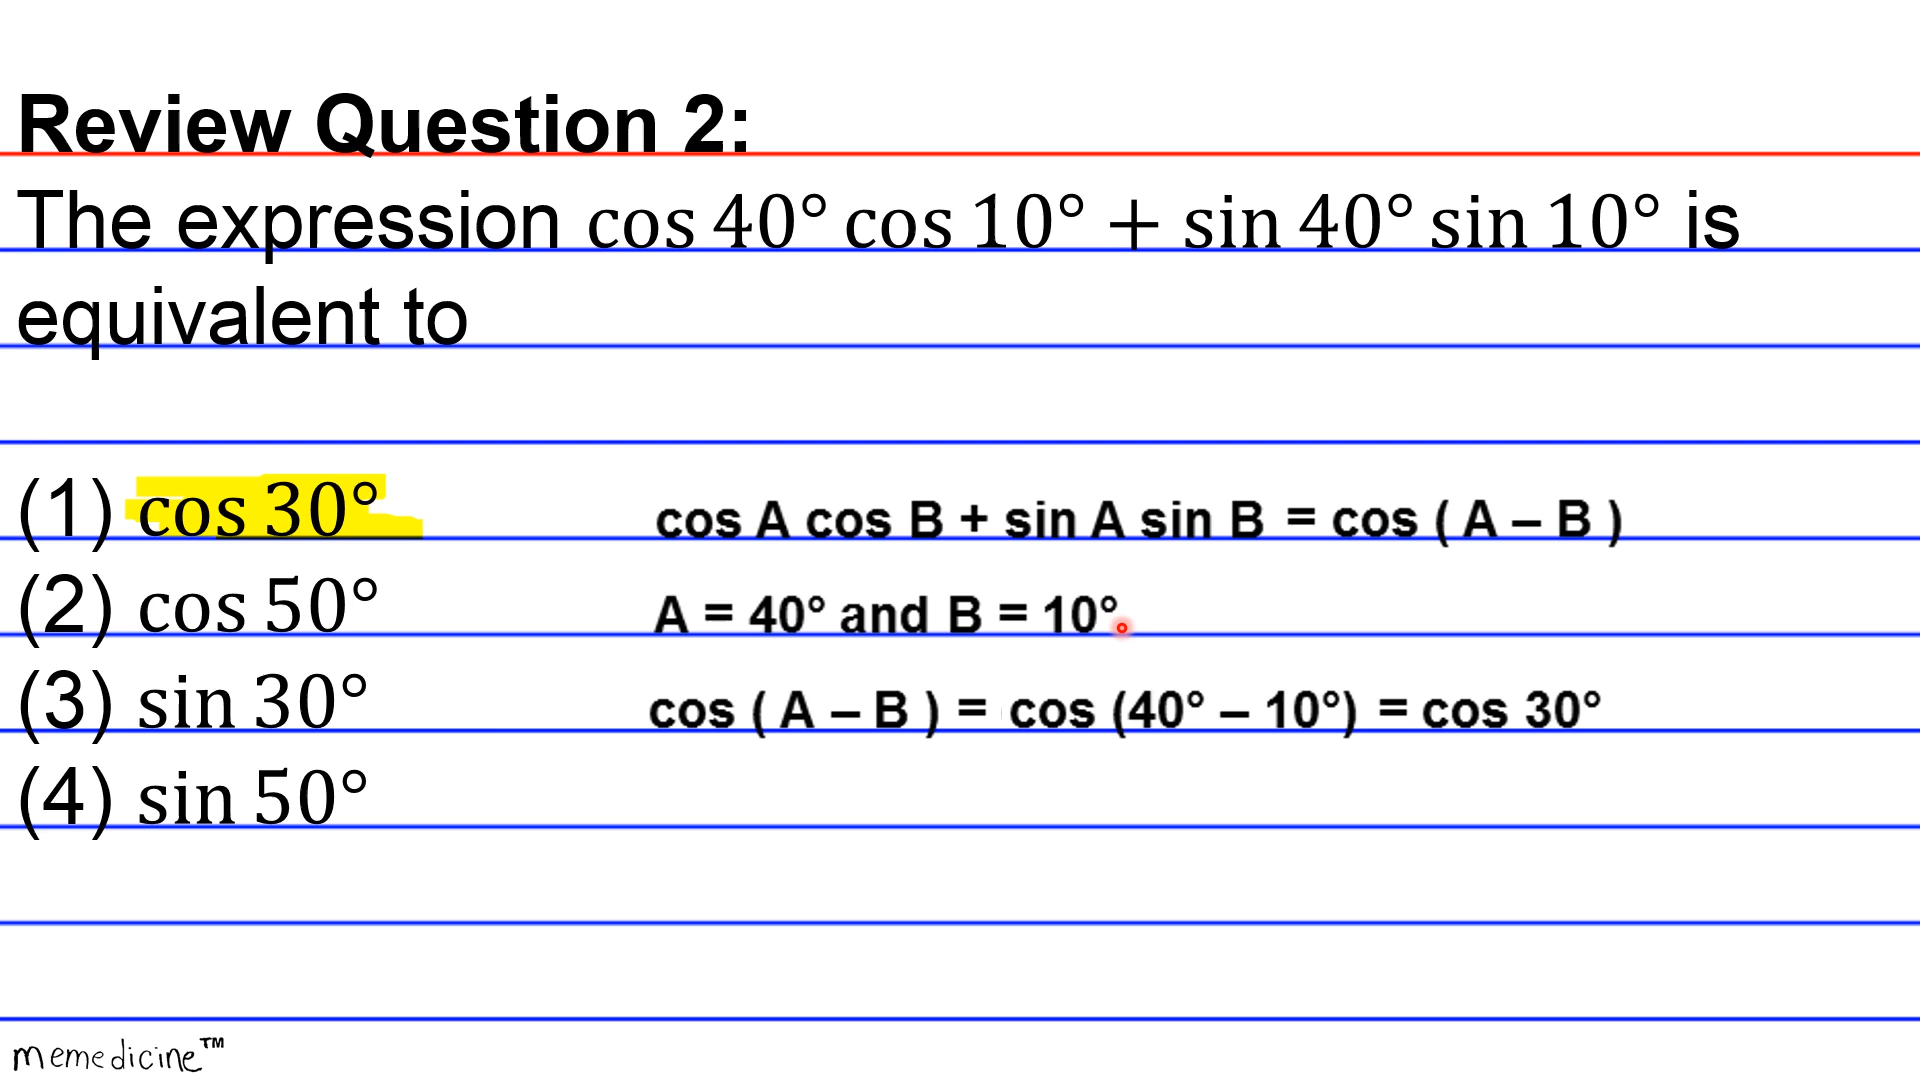 Review Question 2:
The expression cos 40° cos 10° + sin 40° sin 10° is
equivalent to
(1) cos 30°
(2) cos 50°
(3) sin 30°
(4) sin 50°
cos A cos B + sin A sin B = cos ( A – B )
A = 40° and B = 10°
cos ( A – B ) = cos (40° – 10°) = cos 30°
memedicine™